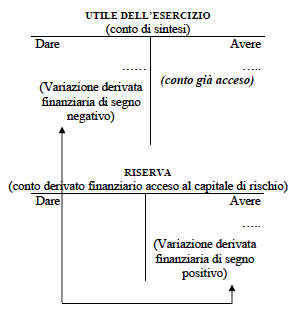 UTILE DELL'ESERCIZIO
(conto di sintesi)
Dare Avere
…… …..
(Variazione derivata
finanziaria di segno
negativo)
(conto già acceso)
RISERVA
(conto derivato finanziario acceso al capitale di rischio)
Dare Avere
…..
(Variazione derivata
finanziaria di segno
positivo)